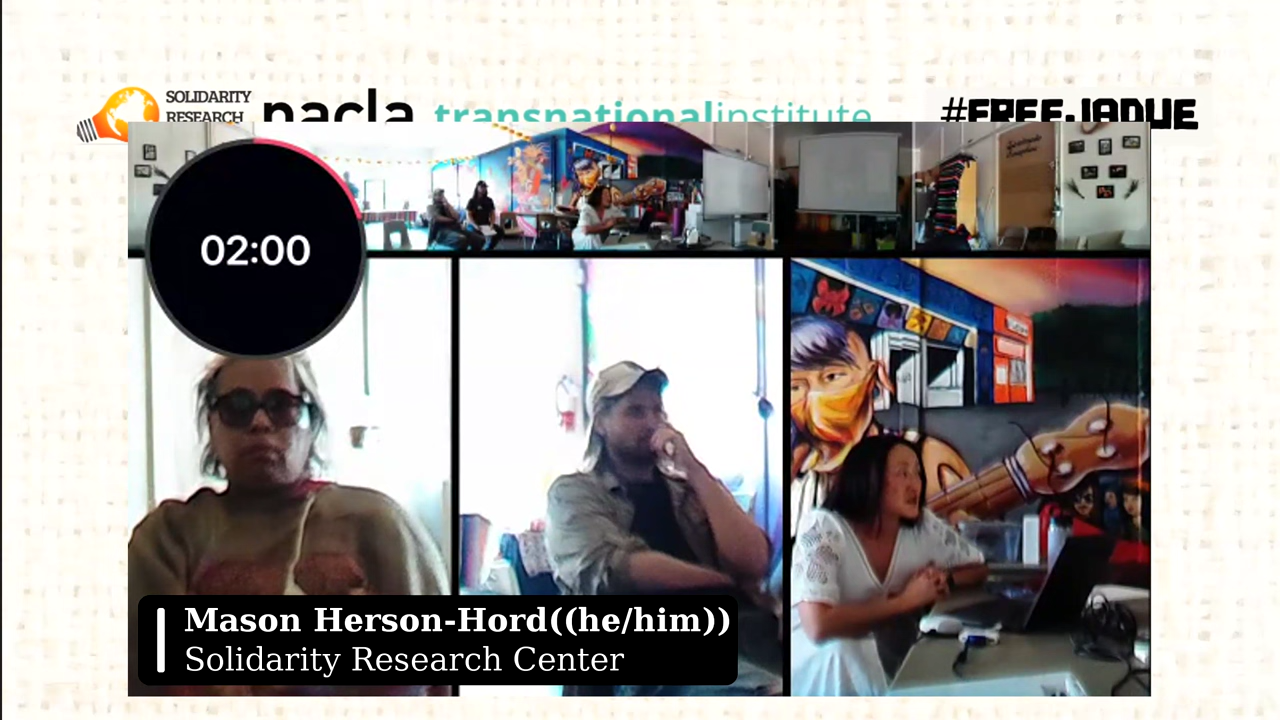 SOLIDARITY
RESEARCH
nacla
transnationalinstitute
#FREEJADUE
02:00
Mason Herson-Hord((he/him))
Solidarity Research Center